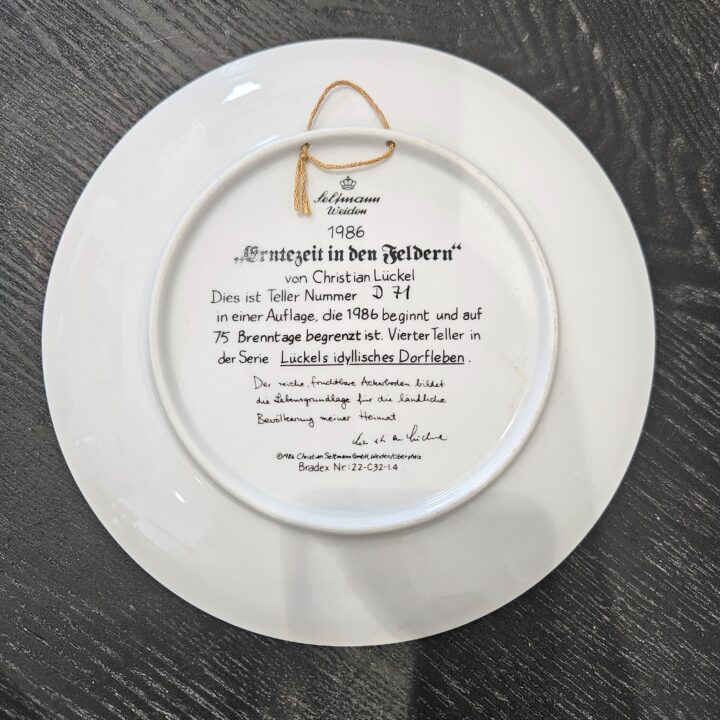 Seltmann
Weiden
1986
„Erntezeit in den Feldern“
von Christian Lückel
Dies ist Teller Nummer D 71
in einer Auflage, die 1986 beginnt und auf
75 Brenntage begrenzt ist. Vierter Teller in
der Serie Lückels idyllisches Dorfleben.
Der reiche, fruchtbare Ackerboden bildet
die Lebensgrundlage für die ländliche
Bevölkerung meiner Heimat.
©1986 Christian Seltmann GmbH, Weiden/Oberpfalz
Bradex Nr: 22-C32-1.4